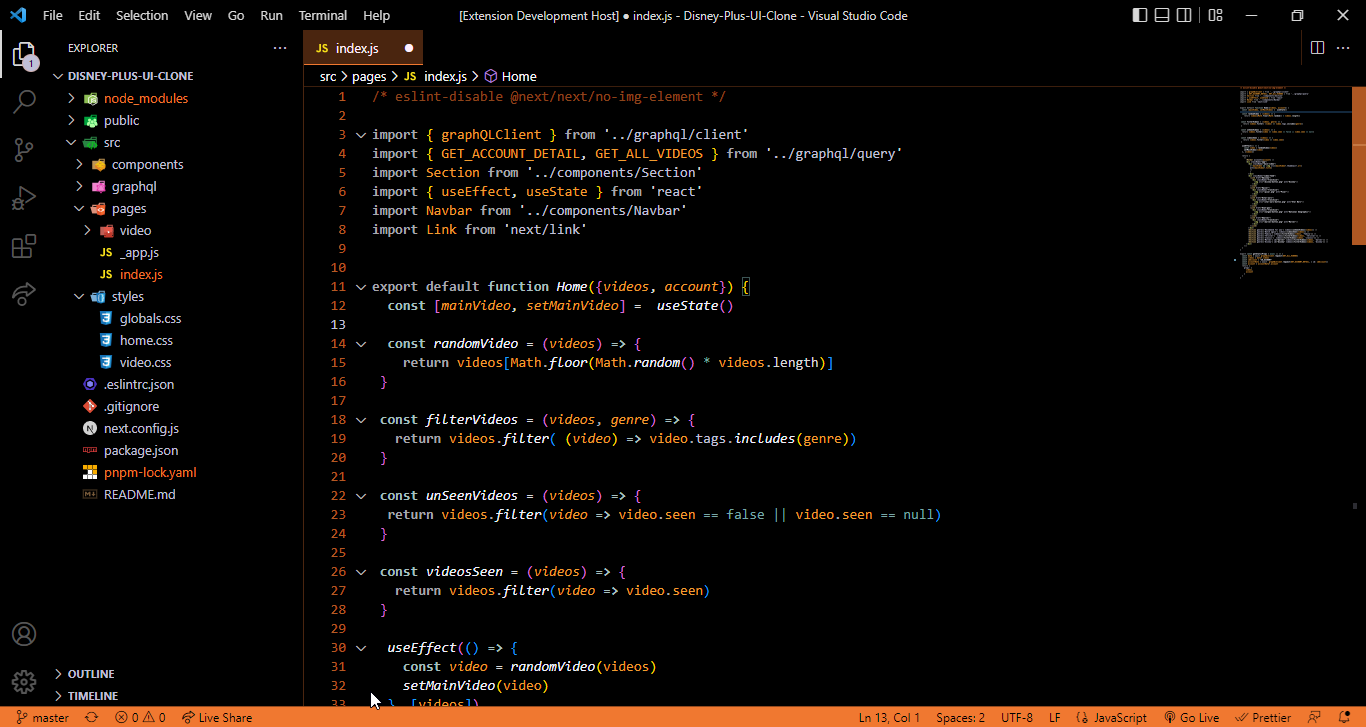 File Edit Selection View Go Run Terminal Help
[Extension Development Host] ● index.js - Disney-Plus-UI-Clone - Visual Studio Code
EXPLORER
JS index.js
1
DISNEY-PLUS-UI-CLONE
src > pages > JS index.js > Home
node_modules
public
src
components
graphql
pages
video
JS _app.js
JS index.js
styles
globals.css
home.css
video.css
.eslintrc.json
.gitignore
N next.config.js
package.json
pnpm-lock.yaml
README.md
OUTLINE
TIMELINE
1 /* eslint-disable @next/next/no-img-element */
2
3 import { graphQLClient } from '../graphql/client'
4 import { GET_ACCOUNT_DETAIL, GET_ALL_VIDEOS } from '../graphql/query'
5 import Section from '../components/Section'
6 import { useEffect, useState } from 'react'
7 import Navbar from '../components/Navbar'
8 import Link from 'next/link'
9
10
11 export default function Home({videos, account}) {
12 const [mainVideo, setMainVideo] =  useState()
13
14 const randomVideo = (videos) => {
15 return videos[Math.floor(Math.random() * videos.length)]
16 }
17
18 const filterVideos = (videos, genre) => {
19 return videos.filter( (video) => video.tags.includes(genre))
20 }
21
22 const unSeenVideos = (videos) => {
23 return videos.filter(video => video.seen == false || video.seen == null)
24 }
25
26 const videosSeen = (videos) => {
27 return videos.filter(video => video.seen)
28 }
29
30 useEffect(() => {
31 const video = randomVideo(videos)
32 setMainVideo(video)
33 }, [videos])
master 0 0 Live Share Ln 13, Col 1 Spaces: 2 UTF-8 LF JavaScript Go Live Prettier